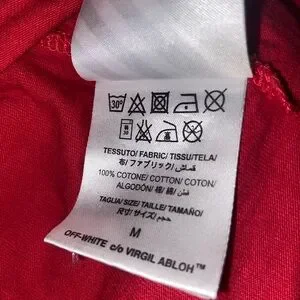 30°
TESSUTO/ FABRIC/ TISSU/TELA/
布/ファブリック/ قماش/
100% COTONE/ COTTON/ COTON/
ALGODÓN/ 棉/ 綿/ قطن
TAGLIA/ SIZE/ TAILLE/ TAMAÑO/
尺寸/ サイズ/ مقاس
M
OFF-WHITE c/o VIRGIL ABLOH™